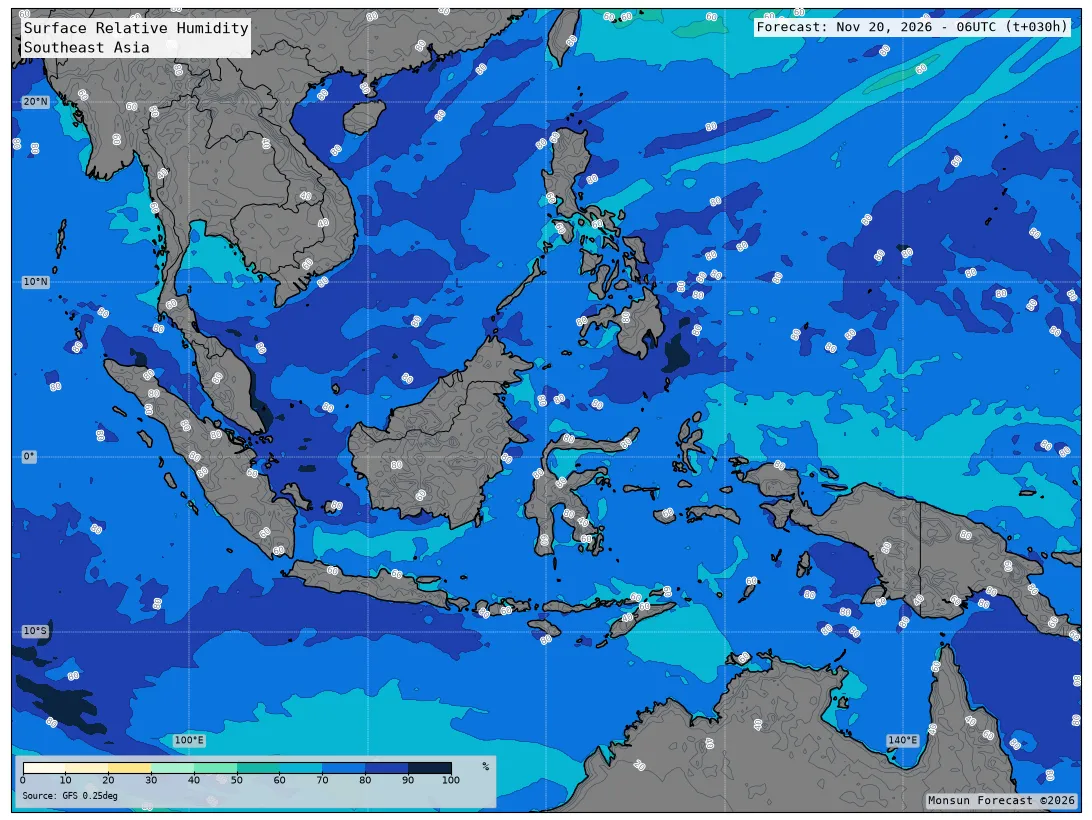 Surface Relative Humidity
Southeast Asia
Forecast: Nov 20, 2026 - 06UTC (t+030h)
20°N
10°N
0°
10°S
100°E
140°E
0 10 20 30 40 50 60 70 80 90 100
%
Source: GFS 0.25deg
Monsun Forecast ©2026